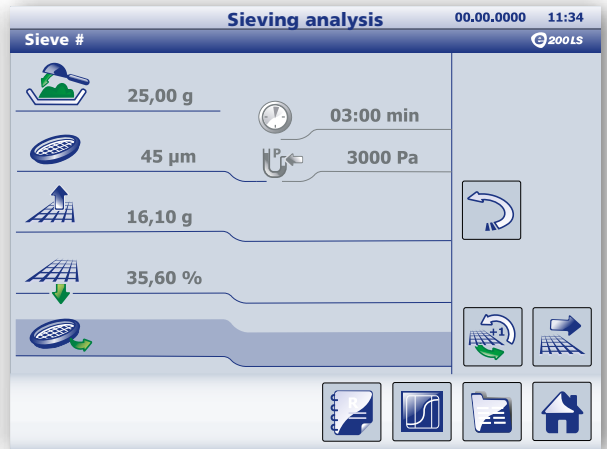 Sieving analysis 00.00.0000 11:34
Sieve # e200LS
25,00 g
03:00 min
45 µm
P
3000 Pa
16,10 g
35,60 %
+1
R